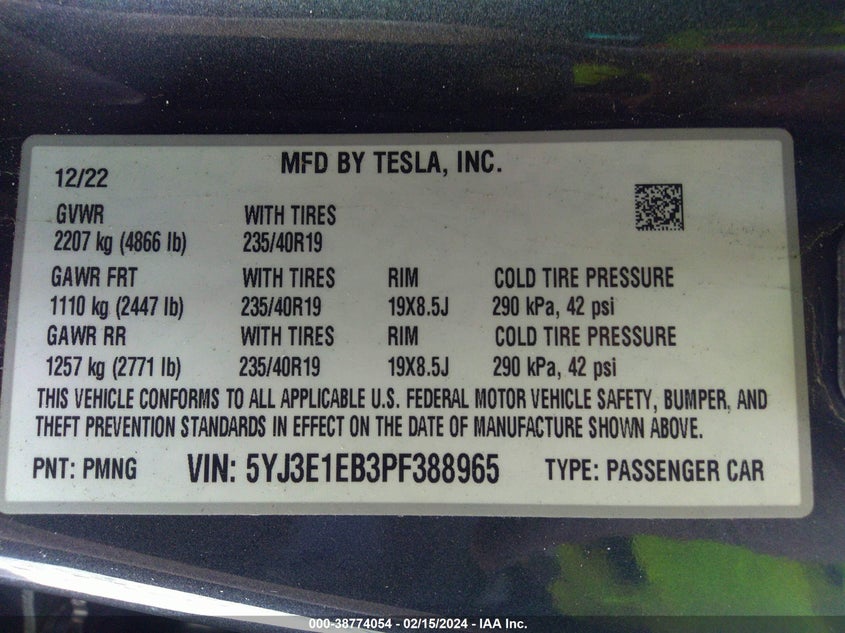 MFD BY TESLA, INC.
12/22
GVWR WITH TIRES
2207 kg (4866 lb) 235/40R19
GAWR FRT WITH TIRES RIM COLD TIRE PRESSURE
1110 kg (2447 lb) 235/40R19 19X8.5J 290 kPa, 42 psi
GAWR RR WITH TIRES RIM COLD TIRE PRESSURE
1257 kg (2771 lb) 235/40R19 19X8.5J 290 kPa, 42 psi
THIS VEHICLE CONFORMS TO ALL APPLICABLE U.S. FEDERAL MOTOR VEHICLE SAFETY, BUMPER, AND
THEFT PREVENTION STANDARDS IN EFFECT ON THE DATE OF MANUFACTURE SHOWN ABOVE.
PNT: PMNG VIN: 5YJ3E1EB3PF388965 TYPE: PASSENGER CAR
000-38774054 - 02/15/2024 - IAA Inc.